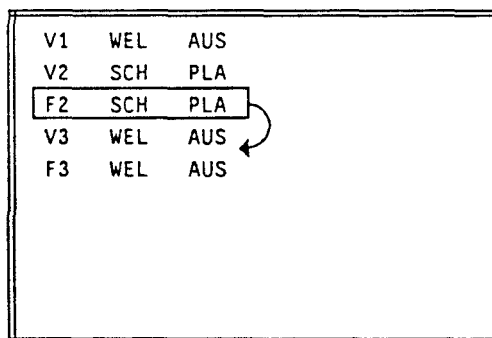 V1 WEL AUS
V2 SCH PLA
F2 SCH PLA
V3 WEL AUS
F3 WEL AUS